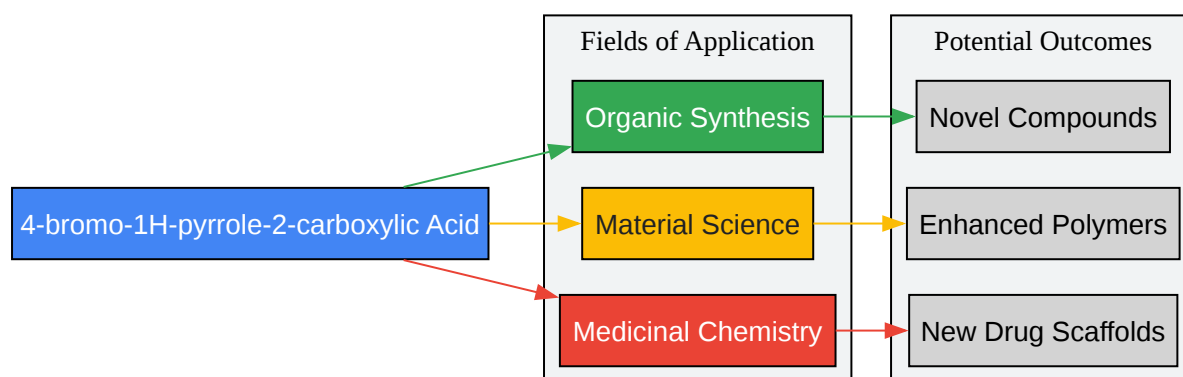 Fields of Application
Potential Outcomes
Organic Synthesis
Novel Compounds
4-bromo-1H-pyrrole-2-carboxylic Acid
Material Science
Enhanced Polymers
Medicinal Chemistry
New Drug Scaffolds